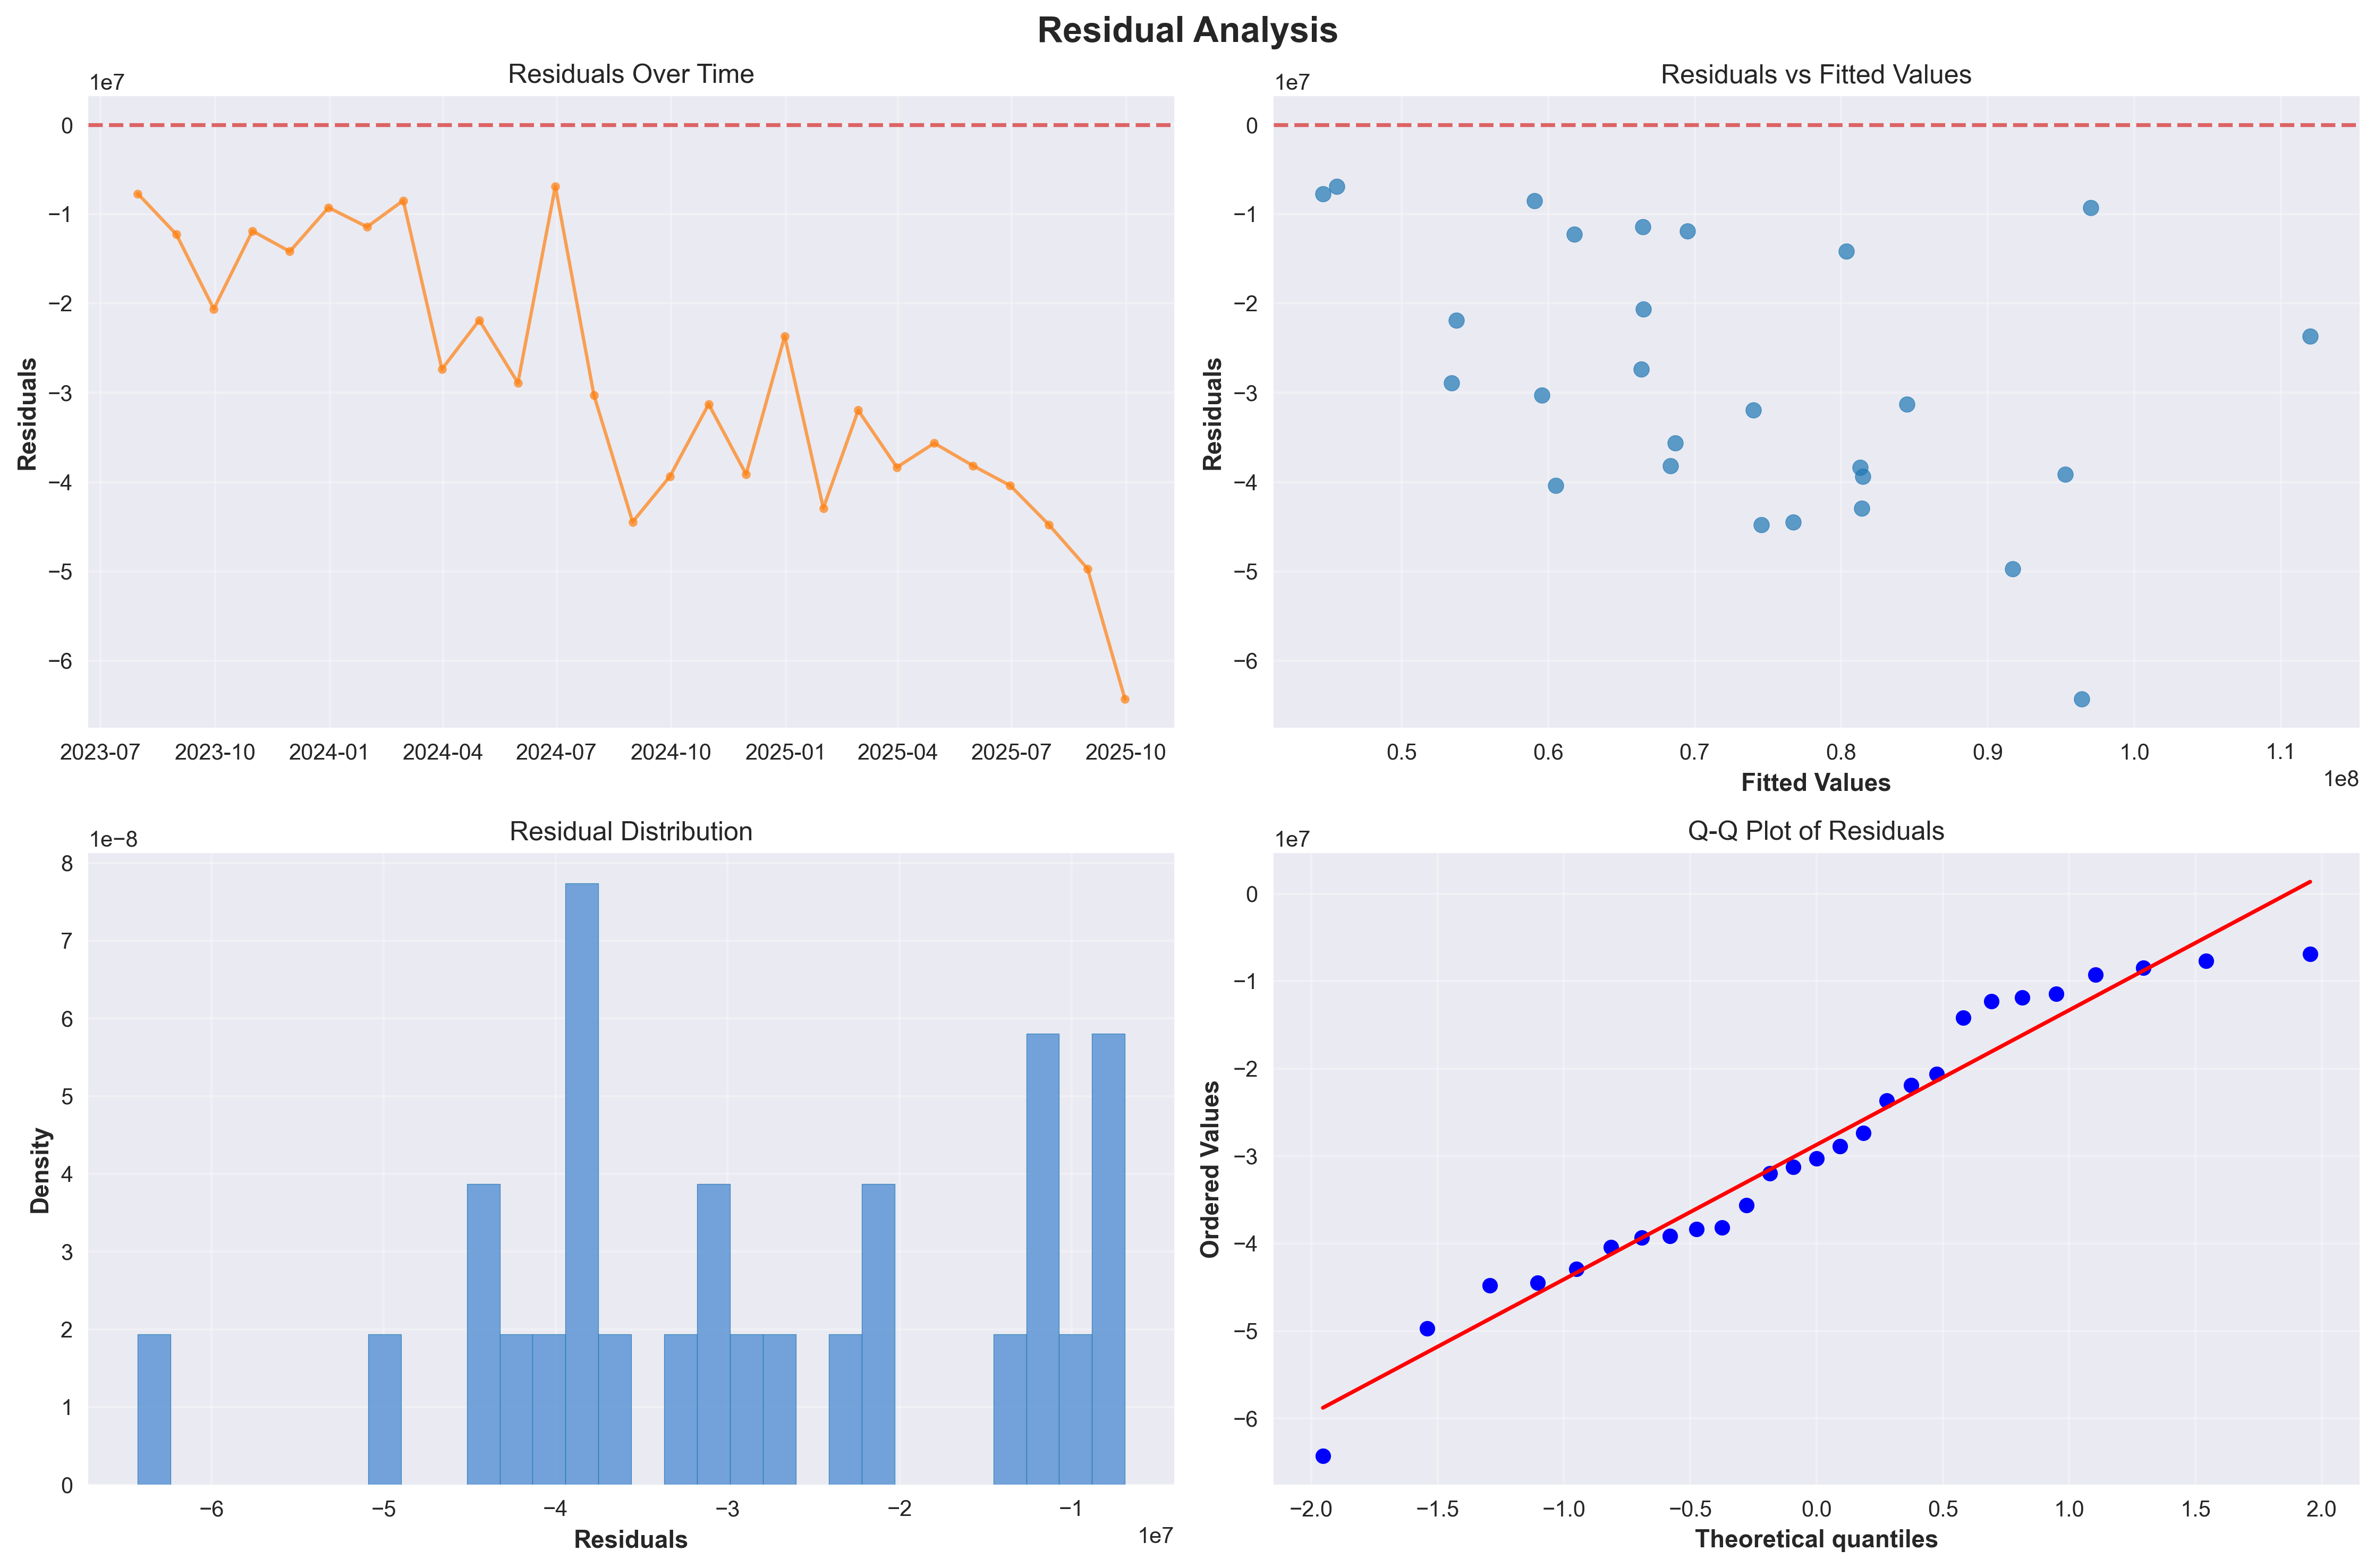 Residual Analysis
Residuals Over Time
1e7
0
−1
−2
−3
−4
−5
−6
Residuals
2023-07 2023-10 2024-01 2024-04 2024-07 2024-10 2025-01 2025-04 2025-07 2025-10
Residuals vs Fitted Values
1e7
0
−1
−2
−3
−4
−5
−6
Residuals
0.5 0.6 0.7 0.8 0.9 1.0 1.1
1e8
Fitted Values
Residual Distribution
1e−8
8
7
6
5
4
3
2
1
0
Density
−6 −5 −4 −3 −2 −1
1e7
Residuals
Q-Q Plot of Residuals
1e7
0
−1
−2
−3
−4
−5
−6
Ordered Values
−2.0 −1.5 −1.0 −0.5 0.0 0.5 1.0 1.5 2.0
Theoretical quantiles